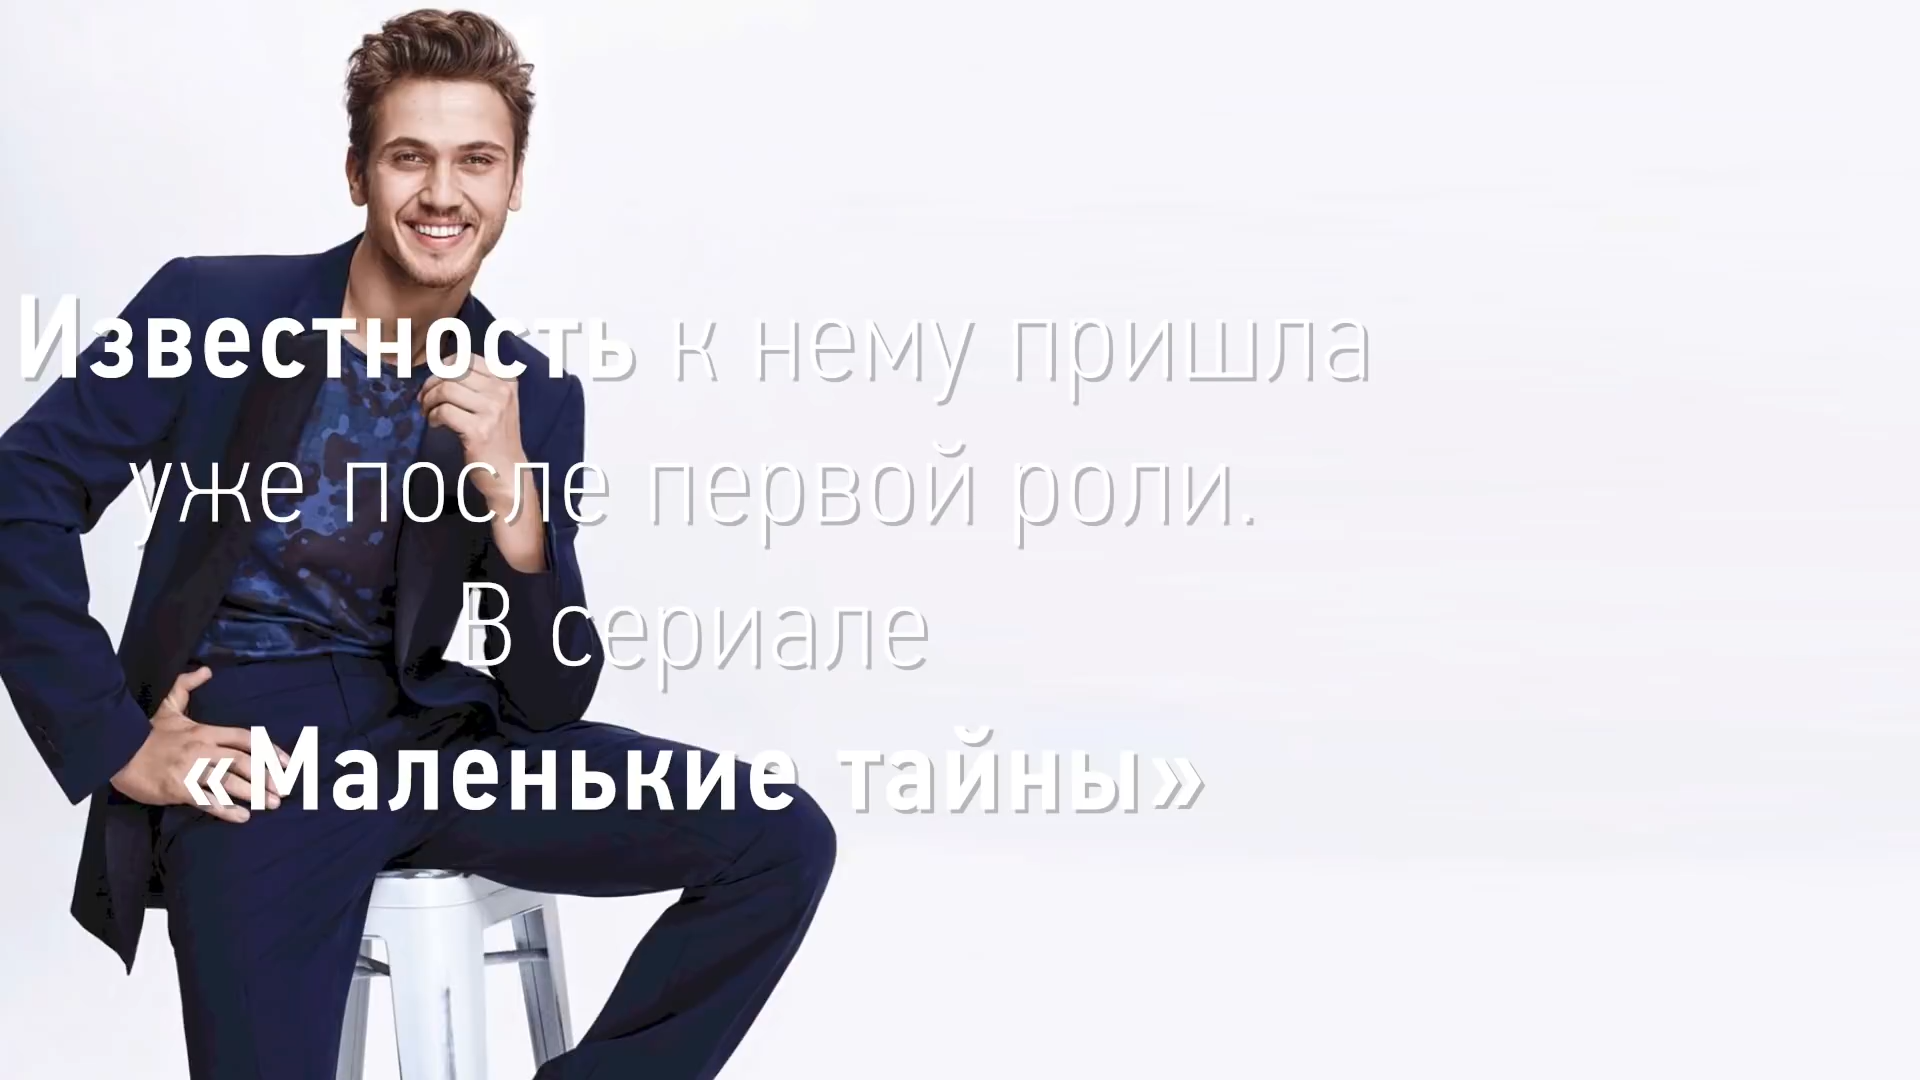 Известность к нему пришла
уже после первой роли.
В сериале
«Маленькие тайны»